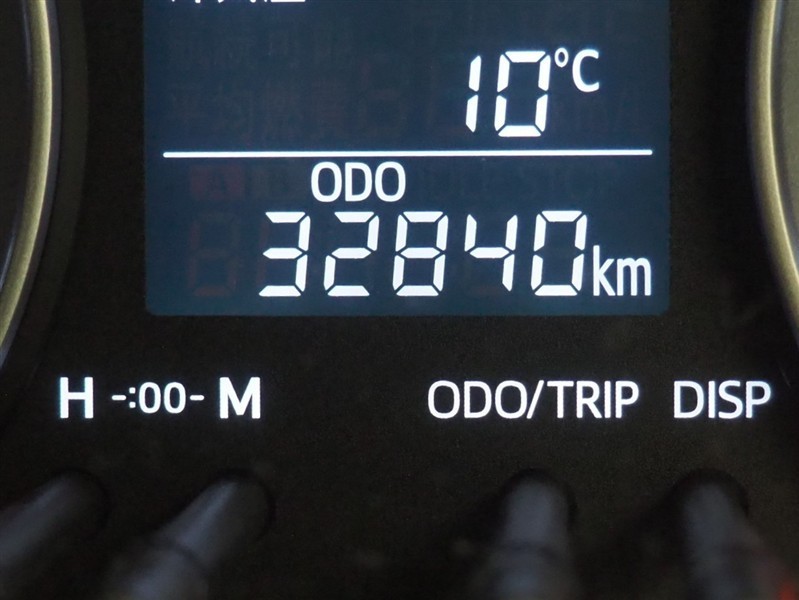 10°C
ODO
32840km
H -:00- M ODO/TRIP DISP